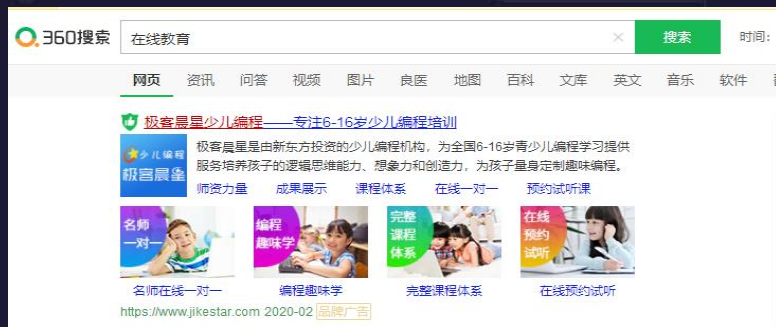 360搜索
在线教育
搜索
时间:
网页 资讯 问答 视频 图片 良医 地图 百科 文库 英文 音乐 软件
极客晨星少儿编程——专注6-16岁少儿编程培训
少儿编程
极客晨星
极客晨星是由新东方投资的少儿编程机构，为全国6-16岁青少儿编程学习提供
服务培养孩子的逻辑思维能力、想象力和创造力，为孩子量身定制趣味编程。
师资力量 成果展示 课程体系 在线一对一 预约试听课
名师
一对一
编程
趣味学
完整
课程
体系
在线
预约
试听
名师在线一对一 编程趣味学 完整课程体系 在线预约试听
https://www.jikestar.com 2020-02 品牌广告